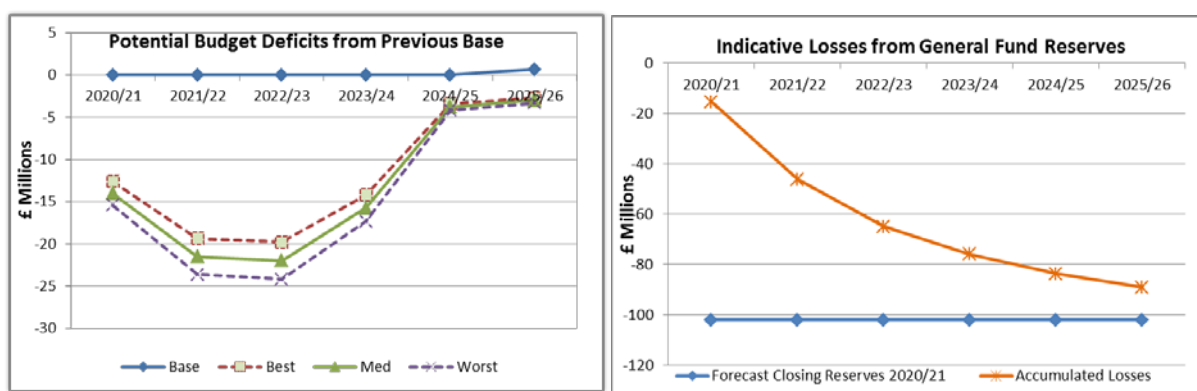 Potential Budget Deficits from Previous Base
£ Millions
5
0
-5
-10
-15
-20
-25
-30
2020/21 2021/22 2022/23 2023/24 2024/25 2025/26
Base Best Med Worst
Indicative Losses from General Fund Reserves
£ Millions
0
-20
-40
-60
-80
-100
-120
2020/21 2021/22 2022/23 2023/24 2024/25 2025/26
Forecast Closing Reserves 2020/21 Accumulated Losses